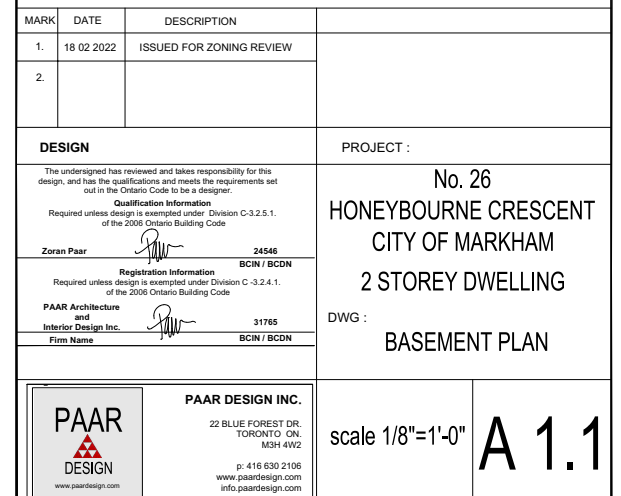 MARK DATE DESCRIPTION
1. 18 02 2022 ISSUED FOR ZONING REVIEW
2.
DESIGN
The undersigned has reviewed and takes responsibility for this
design, and has the qualifications and meets the requirements set
out in the Ontario Code to be a designer.
Qualification Information
Required unless design is exempted under Division C-3.2.5.1.
of the 2006 Ontario Building Code
Zoran Paar 24546
BCIN / BCDN
Registration Information
Required unless design is exempted under Division C -3.2.4.1.
of the 2006 Ontario Building Code
PAAR Architecture
and
Interior Design Inc. 31765
Firm Name BCIN / BCDN
PROJECT :
No. 26
HONEYBOURNE CRESCENT
CITY OF MARKHAM
2 STOREY DWELLING
DWG :
BASEMENT PLAN
PAAR
DESIGN
www.paardesign.com
PAAR DESIGN INC.
22 BLUE FOREST DR.
TORONTO ON.
M3H 4W2
p: 416 630 2106
www.paardesign.com
info.paardesign.com
scale 1/8"=1'-0"
A 1.1